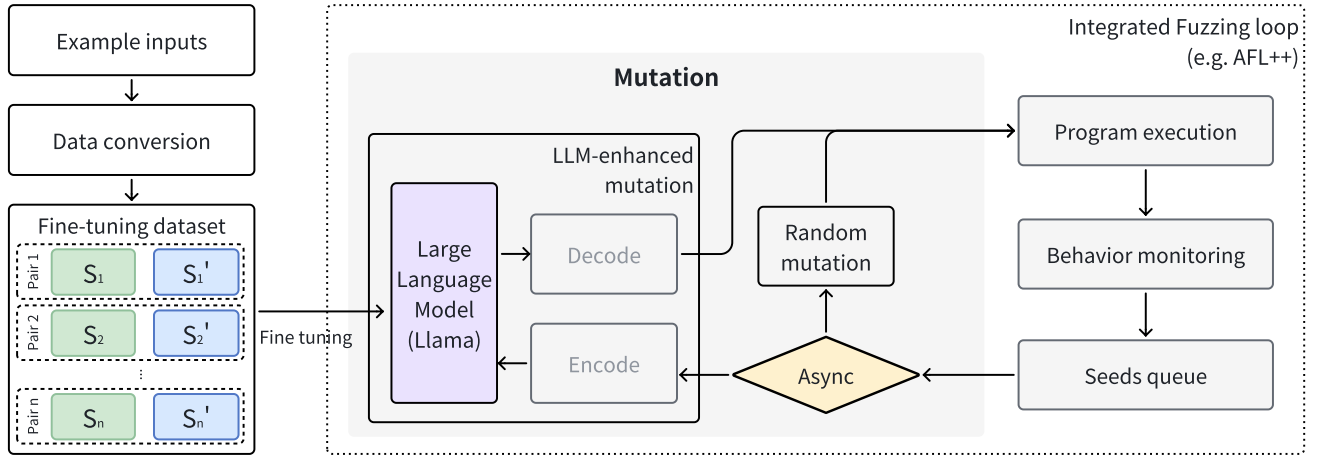 Example inputs
Data conversion
Fine-tuning dataset
Pair 1
S1
S1'
Pair 2
S2
S2'
...
Pair n
Sn
Sn'
Fine tuning
Integrated Fuzzing loop
(e.g. AFL++)
Mutation
LLM-enhanced
mutation
Large
Language
Model
(Llama)
Decode
Encode
Random
mutation
Async
Program execution
Behavior monitoring
Seeds queue